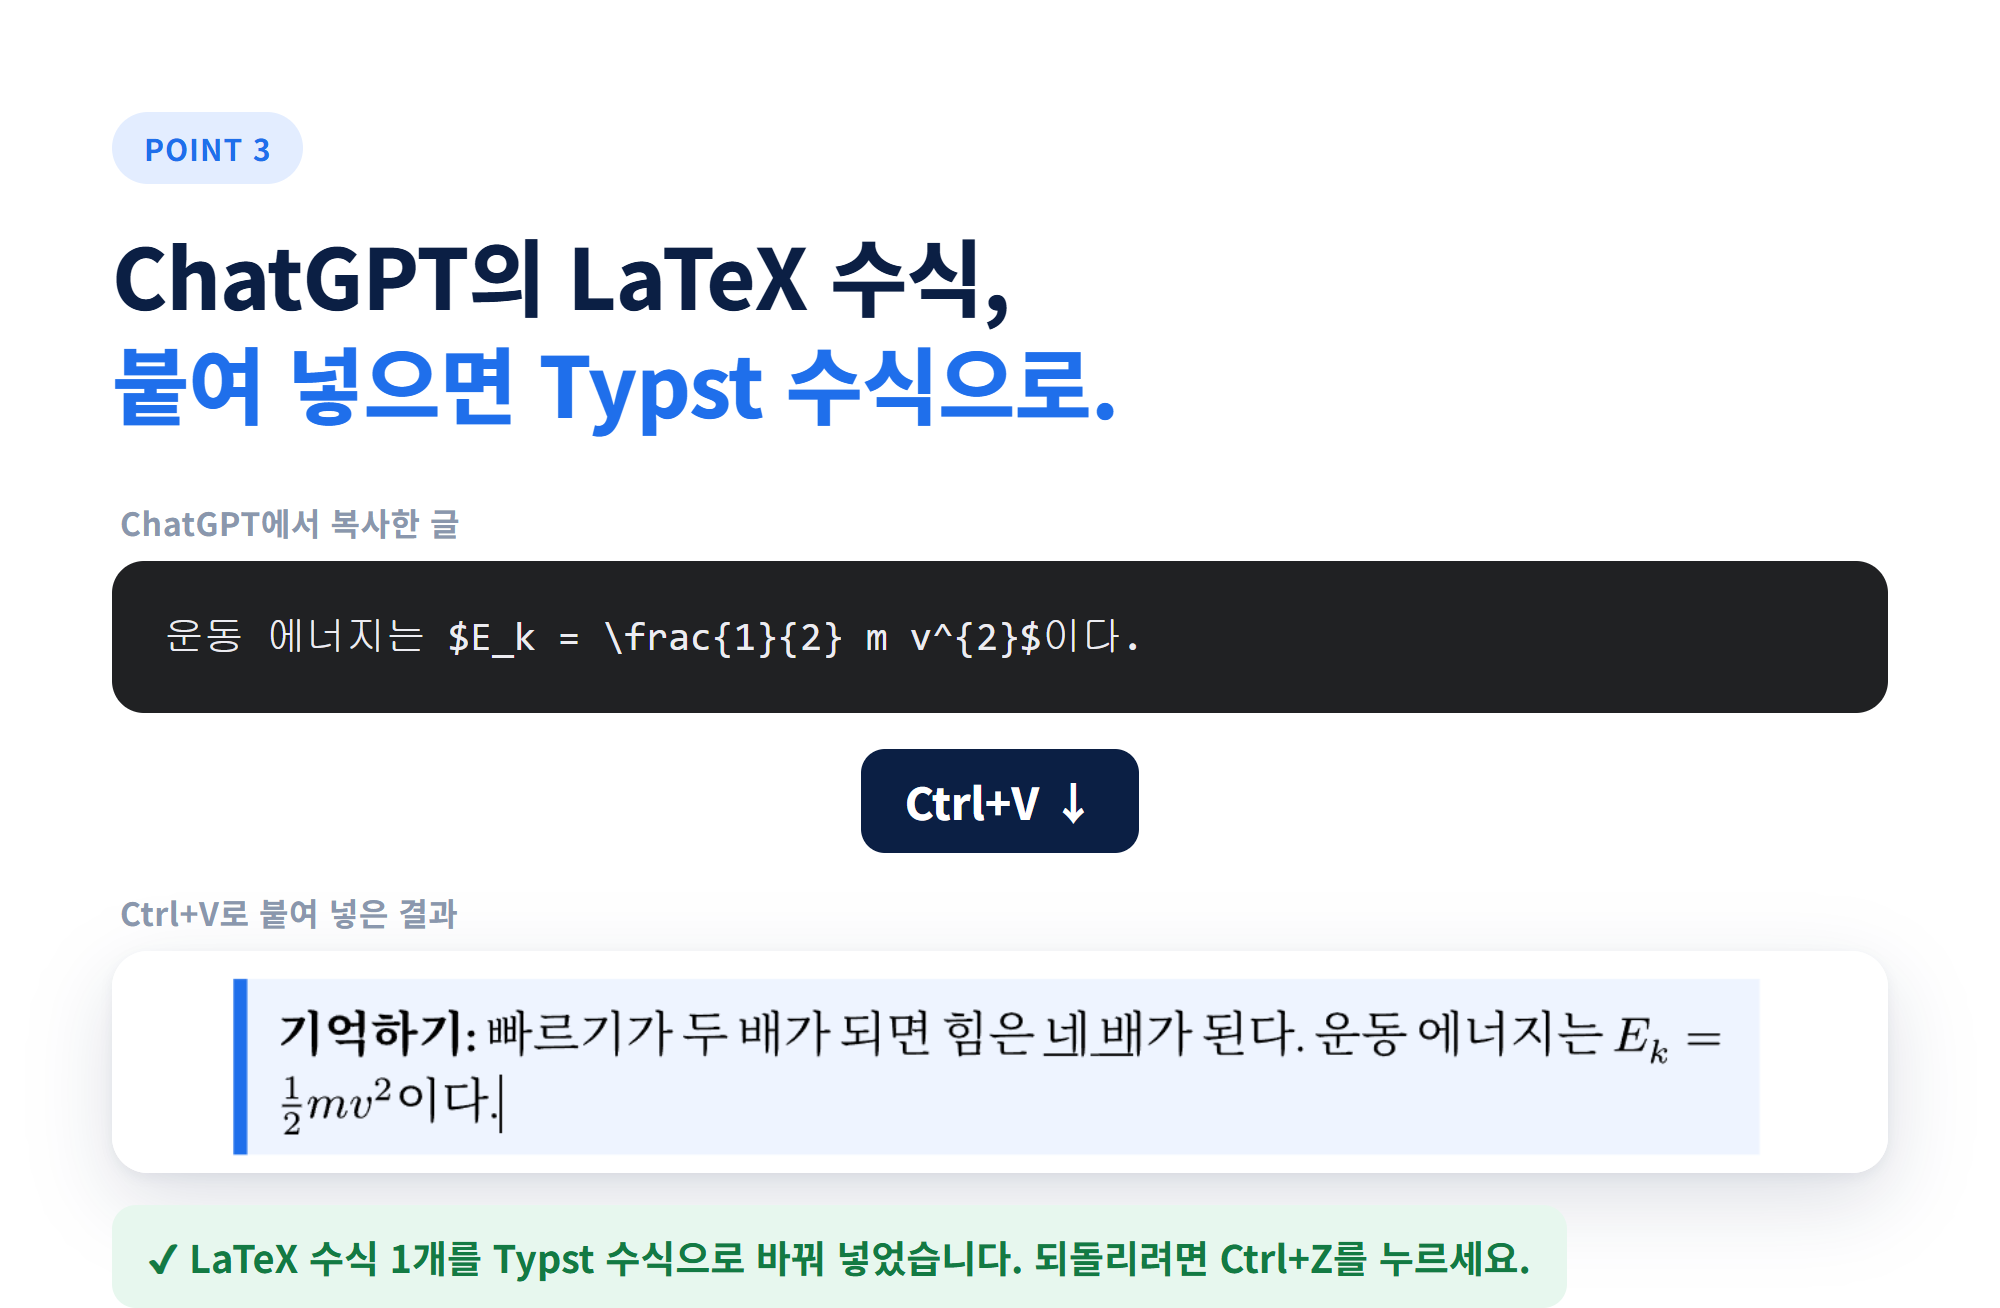 POINT 3
ChatGPT의 LaTeX 수식,
붙여 넣으면 Typst 수식으로.
ChatGPT에서 복사한 글
운동 에너지는 $E_k = \frac{1}{2} m v^{2}$이다.
Ctrl+V ↓
Ctrl+V로 붙여 넣은 결과
기억하기: 빠르기가 두 배가 되면 힘은 네 배가 된다. 운동 에너지는 E_k =
½mv²이다.
✓ LaTeX 수식 1개를 Typst 수식으로 바꿔 넣었습니다. 되돌리려면 Ctrl+Z를 누르세요.